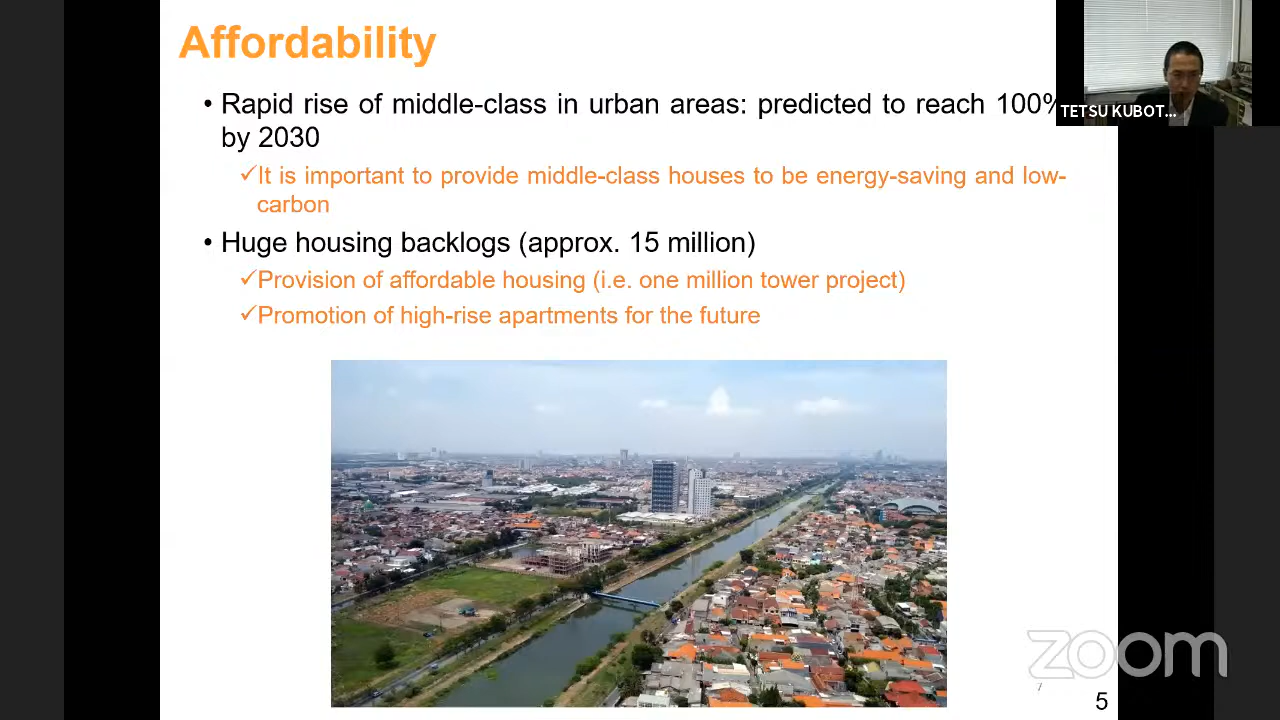 Affordability
• Rapid rise of middle-class in urban areas: predicted to reach 100%
by 2030
✓It is important to provide middle-class houses to be energy-saving and low-
carbon
• Huge housing backlogs (approx. 15 million)
✓Provision of affordable housing (i.e. one million tower project)
✓Promotion of high-rise apartments for the future
TETSU KUBOT...
zoom
7
5